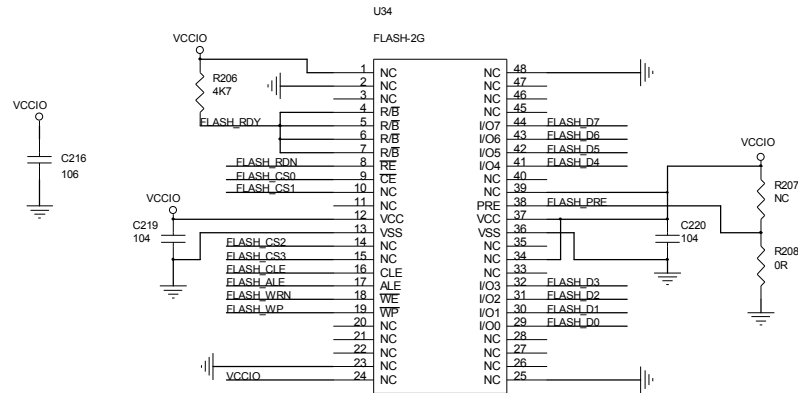 U34
FLASH-2G
VCCIO
R206
4K7
FLASH_RDY
VCCIO
C216
106
VCCIO
C219
104
FLASH_RDN
FLASH_CS0
FLASH_CS1
FLASH_CS2
FLASH_CS3
FLASH_CLE
FLASH_ALE
FLASH_WRN
FLASH_WP
VCCIO
1 NC NC 48
2 NC NC 47
3 NC NC 46
4 R/B NC 45
5 R/B I/O7 44 FLASH_D7
6 R/B I/O6 43 FLASH_D6
7 R/B I/O5 42 FLASH_D5
8 RE I/O4 41 FLASH_D4
9 CE NC 40
10 NC NC 39
11 NC PRE 38 FLASH_PRE
12 VCC VCC 37
13 VSS VSS 36
14 NC NC 35
15 NC NC 34
16 CLE NC 33
17 ALE I/O3 32 FLASH_D3
18 WE I/O2 31 FLASH_D2
19 WP I/O1 30 FLASH_D1
20 NC I/O0 29 FLASH_D0
21 NC NC 28
22 NC NC 27
23 NC NC 26
24 NC NC 25
VCCIO
R207
NC
C220
104
R208
0R